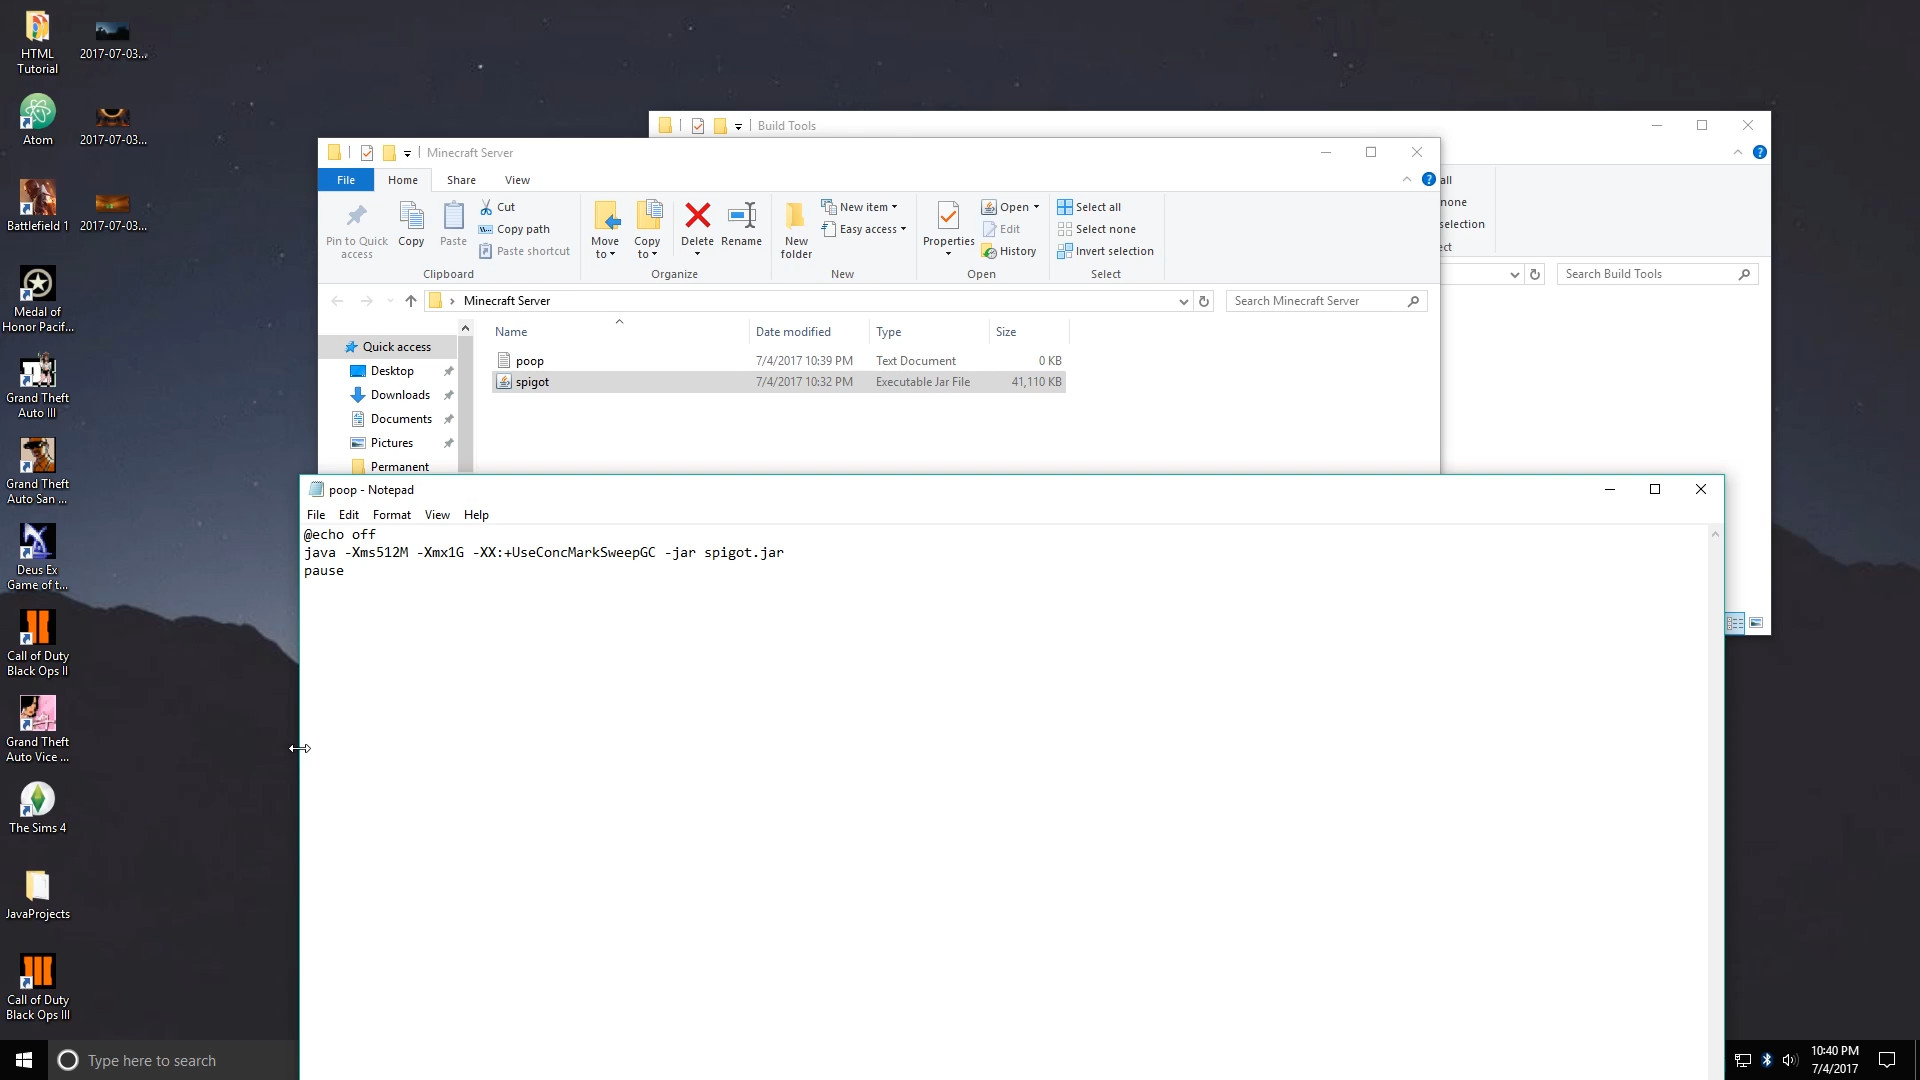 HTML
Tutorial
2017-07-03...
Atom
2017-07-03...
Battlefield 1
2017-07-03...
Medal of
Honor Pacif...
Grand Theft
Auto III
Grand Theft
Auto San ...
Deus Ex
Game of t...
Call of Duty
Black Ops II
Grand Theft
Auto Vice ...
The Sims 4
JavaProjects
Call of Duty
Black Ops III
Build Tools
all
none
selection
ect
Search Build Tools
Minecraft Server
File Home Share View
Pin to Quick
access
Copy
Paste
Cut
Copy path
Paste shortcut
Clipboard
Move
to
Copy
to
Delete
Rename
Organize
New
folder
New item
Easy access
New
Properties
Open
Edit
History
Open
Select all
Select none
Invert selection
Select
Minecraft Server
Search Minecraft Server
Quick access
Desktop
Downloads
Documents
Pictures
Permanent
Name Date modified Type Size
poop 7/4/2017 10:39 PM Text Document 0 KB
spigot 7/4/2017 10:32 PM Executable Jar File 41,110 KB
poop - Notepad
File Edit Format View Help
@echo off
java -Xms512M -Xmx1G -XX:+UseConcMarkSweepGC -jar spigot.jar
pause
Type here to search
10:40 PM
7/4/2017